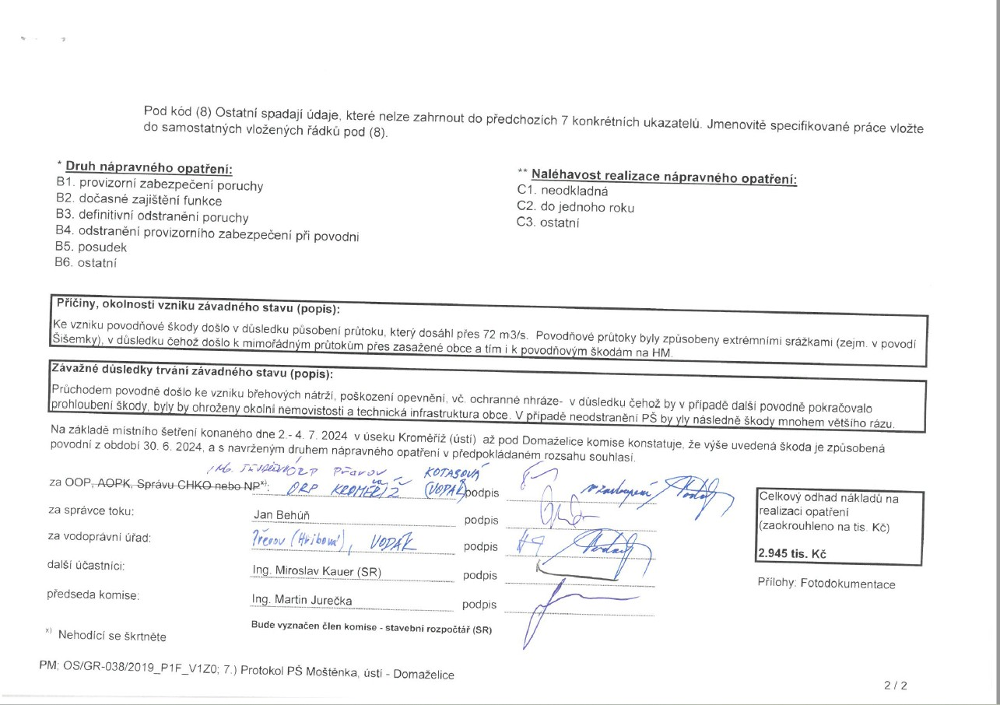 Pod kód (8) Ostatní spadají údaje, které nelze zahrnout do předchozích 7 konkrétních ukazatelů. Jmenovitě specifikované práce vložte
do samostatných vložených řádků pod (8).
* Druh nápravného opatření:
B1. provizorní zabezpečení poruchy
B2. dočasné zajištění funkce
B3. definitivní odstranění poruchy
B4. odstranění provizorního zabezpečení při povodni
B5. posudek
B6. ostatní
** Naléhavost realizace nápravného opatření:
C1. neodkladná
C2. do jednoho roku
C3. ostatní
Příčiny, okolnosti vzniku závadného stavu (popis):
Ke vzniku povodňové škody došlo v důsledku působení průtoku, který dosáhl přes 72 m3/s. Povodňové průtoky byly způsobeny extrémními srážkami (zejm. v povodí
Šišemky), v důsledku čehož došlo k mimořádným průtokům přes zasažené obce a tím i k povodňovým škodám na HM.
Závažné důsledky trvání závadného stavu (popis):
Průchodem povodně došlo ke vzniku břehových nátrží, poškození opevnění, vč. ochranné nhráze- v důsledku čehož by v případě další povodně pokračovalo
prohloubení škody, byly by ohroženy okolní nemovistosti a technická infrastruktura obce. V případě neodstranění PŠ by yly následně škody mnohem většího rázu.
Na základě místního šetření konaného dne 2.- 4. 7. 2024 v úseku Kroměříž (ústí) až pod Domaželice komise konstatuje, že výše uvedená škoda je způsobená
povodní z období 30. 6. 2024, a s navrženým druhem nápravného opatření v předpokládaném rozsahu souhlasí.
ORP Přerov KOTASOVÁ
za OOP, AOPK, Správu CHKO nebo NP x): ORP KROMĚŘÍŽ (VODÁK) podpis v zastoupení
za správce toku: Jan Behúň podpis
za vodoprávní úřad: Přerov (Hříbová), VODÁK podpis
další účastníci: Ing. Miroslav Kauer (SR) podpis
předseda komise: Ing. Martin Jurečka podpis
Bude vyznačen člen komise - stavební rozpočtář (SR)
x) Nehodící se škrtněte
Celkový odhad nákladů na
realizaci opatření
(zaokrouhleno na tis. Kč)
2.945 tis. Kč
Přílohy: Fotodokumentace
PM; OS/GR-038/2019_P1F_V1Z0; 7.) Protokol PŠ Moštěnka, ústí - Domaželice
2 / 2